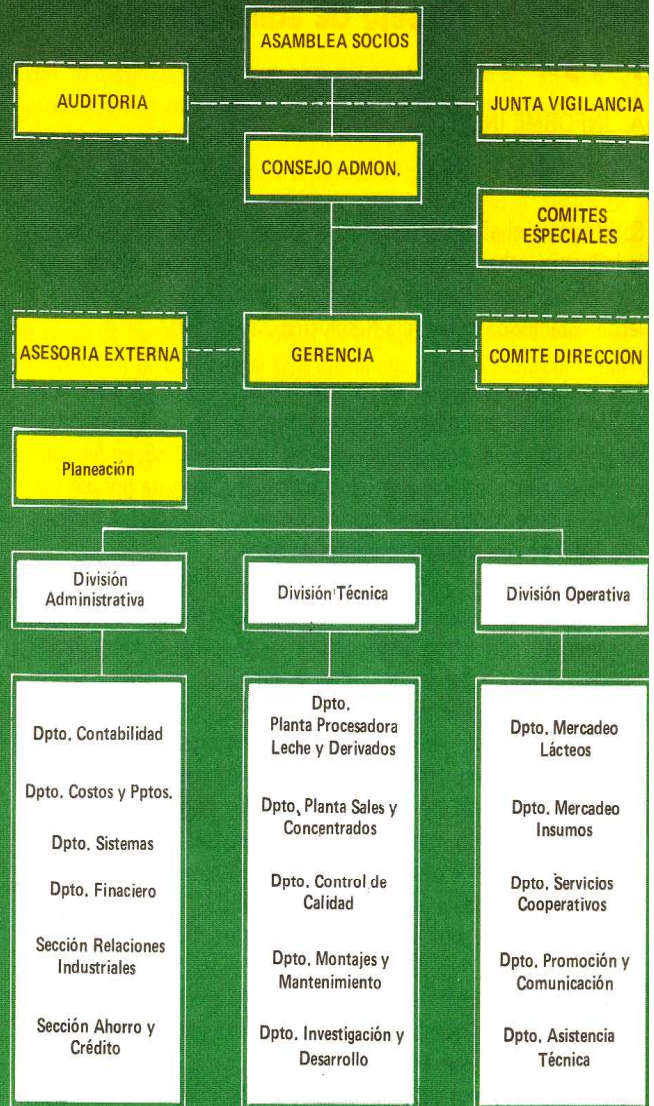 ASAMBLEA SOCIOS
AUDITORIA
JUNTA VIGILANCIA
CONSEJO ADMON.
COMITES
ESPECIALES
ASESORIA EXTERNA
GERENCIA
COMITE DIRECCION
Planeación
División
Administrativa
División Técnica
División Operativa
Dpto. Contabilidad
Dpto. Costos y Pptos.
Dpto. Sistemas
Dpto. Finaciero
Sección Relaciones
Industriales
Sección Ahorro y
Crédito
Dpto.
Planta Procesadora
Leche y Derivados
Dpto. Planta Sales y
Concentrados
Dpto. Control de
Calidad
Dpto. Montajes y
Mantenimiento
Dpto. Investigación y
Desarrollo
Dpto. Mercadeo
Lácteos
Dpto. Mercadeo
Insumos
Dpto. Servicios
Cooperativos
Dpto. Promoción y
Comunicación
Dpto. Asistencia
Técnica